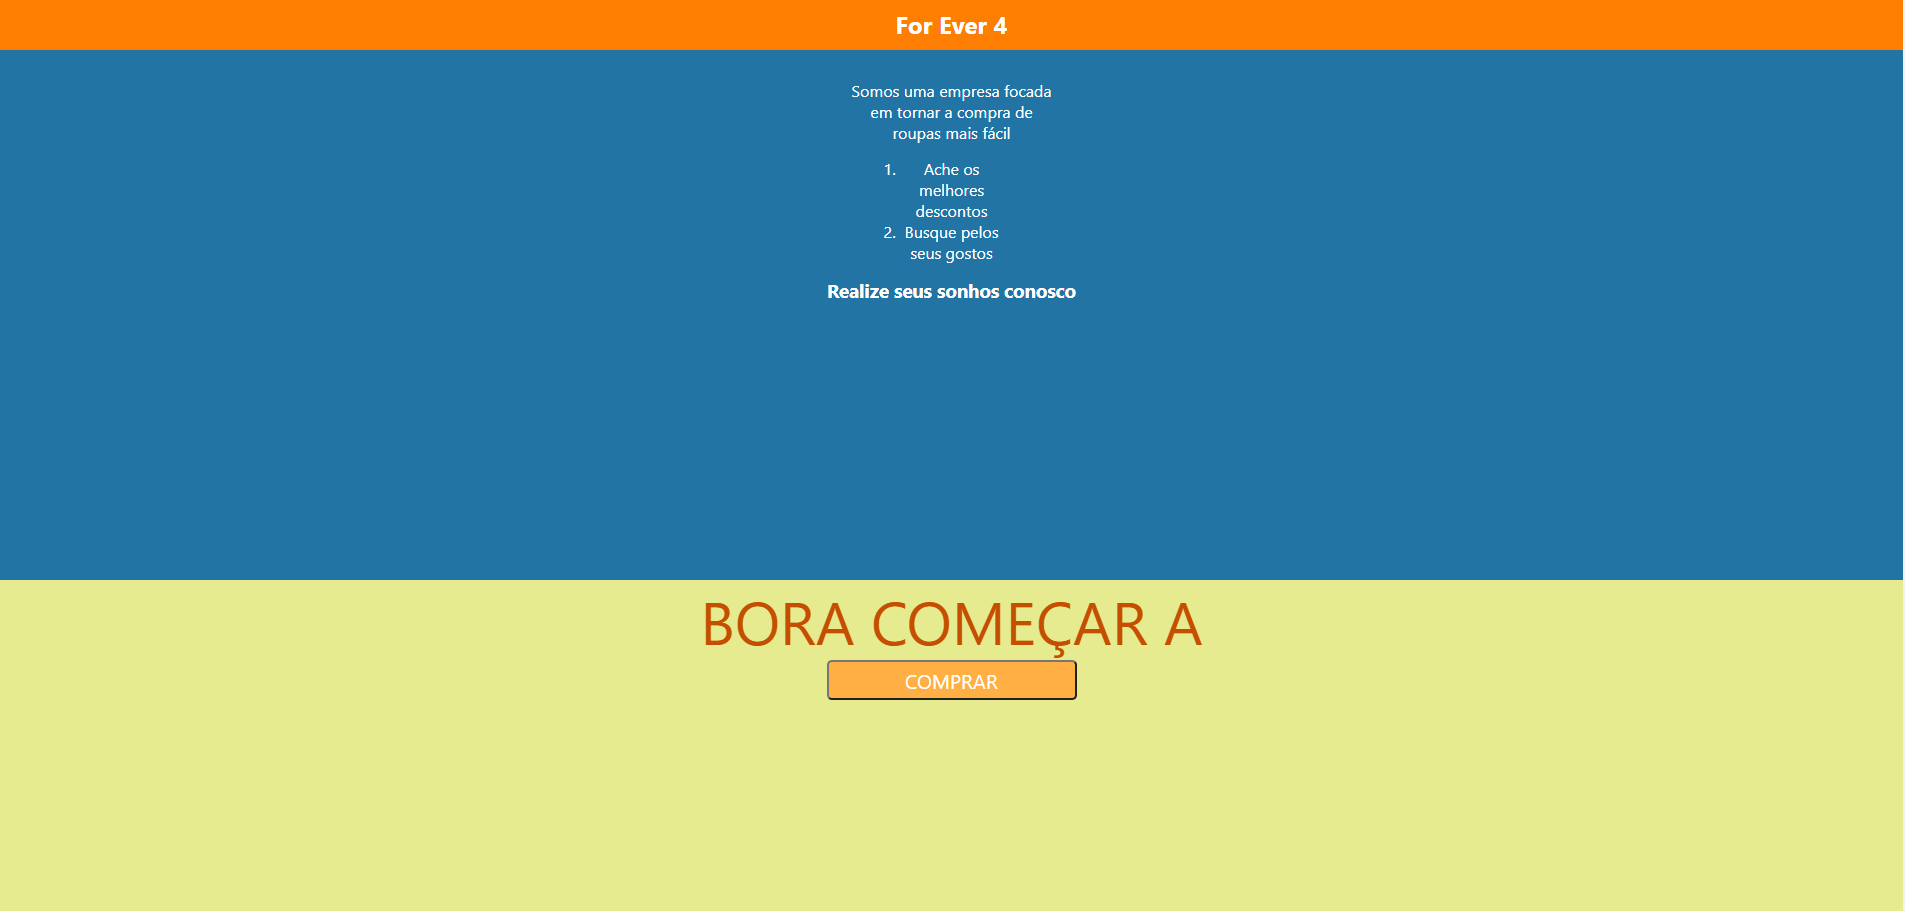 For Ever 4
Somos uma empresa focada
em tornar a compra de
roupas mais fácil
1. Ache os
melhores
descontos
2. Busque pelos
seus gostos
Realize seus sonhos conosco
BORA COMEÇAR A
COMPRAR